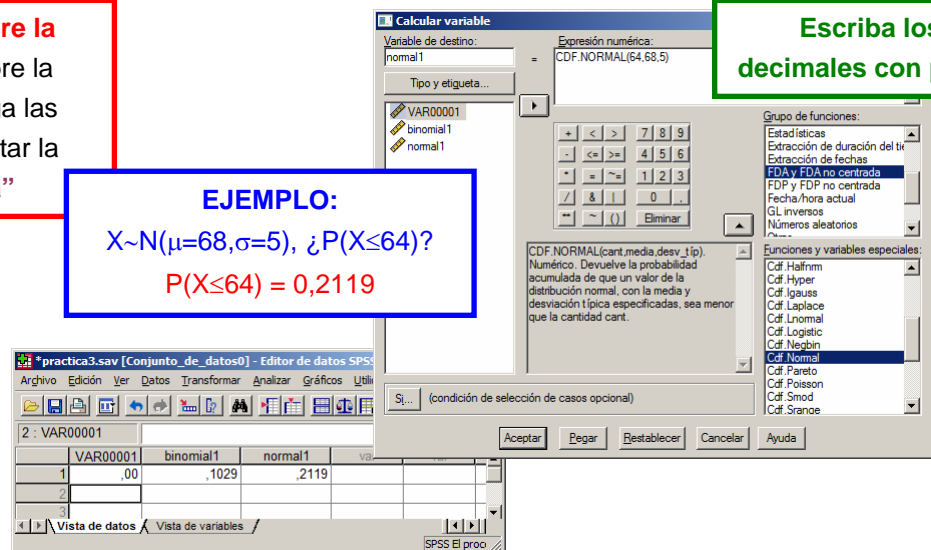 re la
re la
a las
tar la
”
EJEMPLO:
X~N(μ=68,σ=5), ¿P(X≤64)?
P(X≤64) = 0,2119
Escriba los
decimales con
Calcular variable
Variable de destino:
normal1
=
Tipo y etiqueta...
VAR00001
binomial1
normal1
Expresión numérica:
CDF.NORMAL(64,68,5)
+ < > 7 8 9
- <= >= 4 5 6
* = ~= 1 2 3
/ & | 0 .
** ~ () Eliminar
Grupo de funciones:
Estadísticas
Extracción de duración del tie
Extracción de fechas
FDA y FDA no centrada
FDP y FDP no centrada
Fecha/hora actual
GL inversos
Números aleatorios
CDF.NORMAL(cant,media,desv_típ).
Numérico. Devuelve la probabilidad
acumulada de que un valor de la
distribución normal, con la media y
desviación típica especificadas, sea menor
que la cantidad cant.
Funciones y variables especiales:
Cdf.Halfnrm
Cdf.Hyper
Cdf.Igauss
Cdf.Laplace
Cdf.Lnormal
Cdf.Logistic
Cdf.Negbin
Cdf.Normal
Cdf.Pareto
Cdf.Poisson
Cdf.Smod
Cdf.Srange
Si... (condición de selección de casos opcional)
Aceptar Pegar Restablecer Cancelar Ayuda
*practica3.sav [Conjunto_de_datos0] - Editor de datos SPSS
Archivo Edición Ver Datos Transformar Analizar Gráficos Utili
2 : VAR00001
VAR00001 binomial1 normal1 va
1 ,00 ,1029 ,2119
2
3
Vista de datos Vista de variables
SPSS El proce